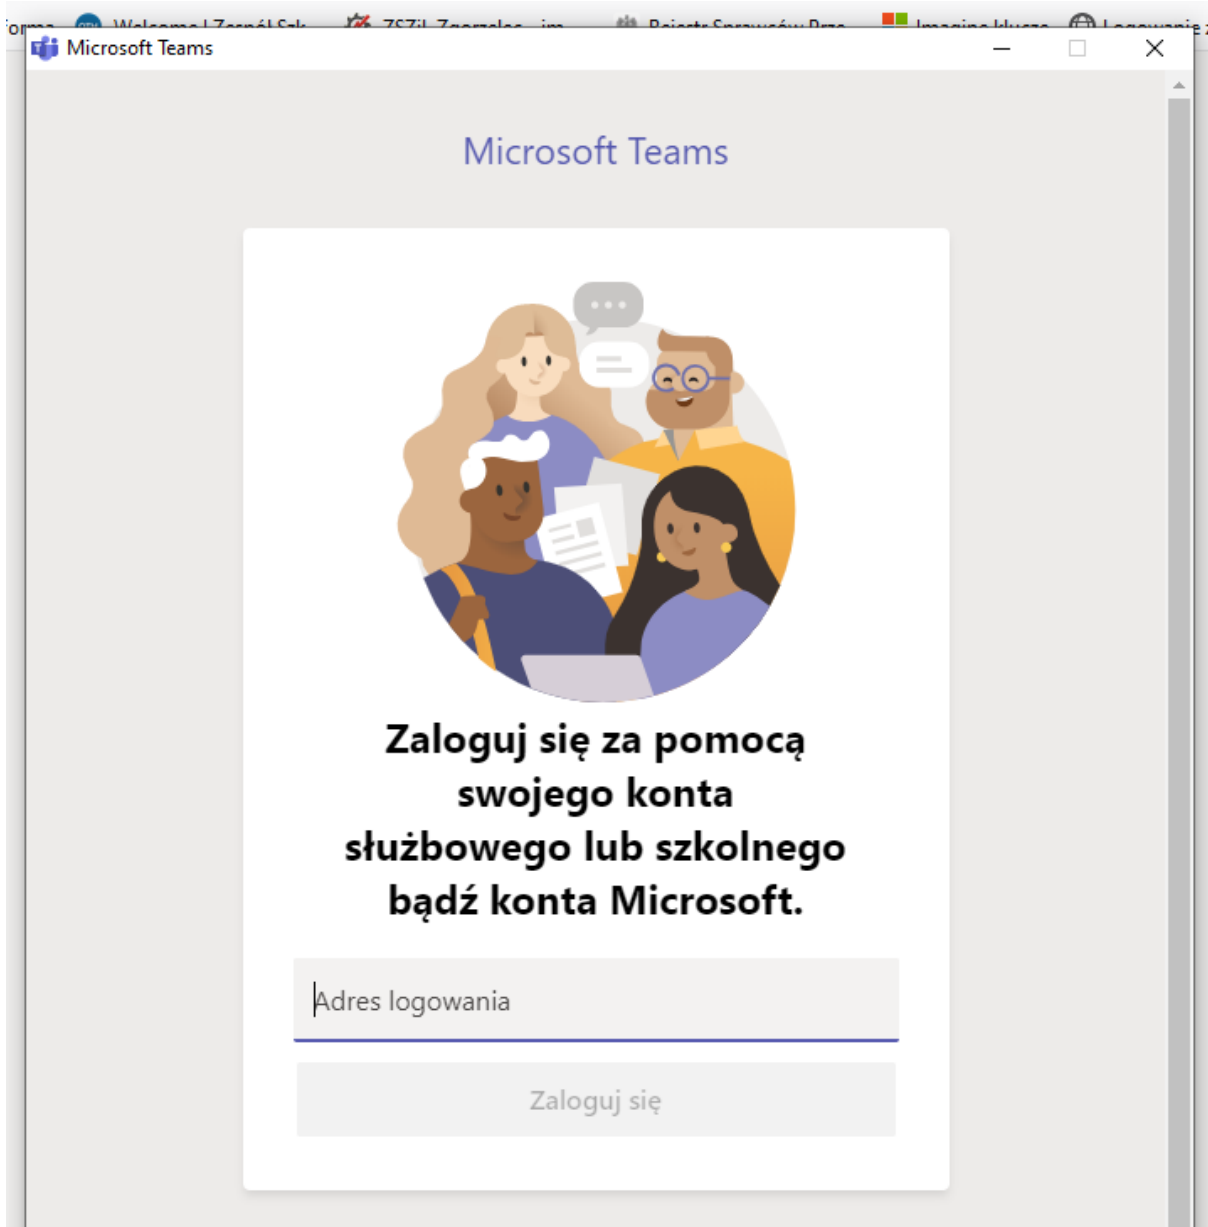 Microsoft Teams
Microsoft Teams
Zaloguj się za pomocą
swojego konta
służbowego lub szkolnego
bądź konta Microsoft.
Adres logowania
Zaloguj się